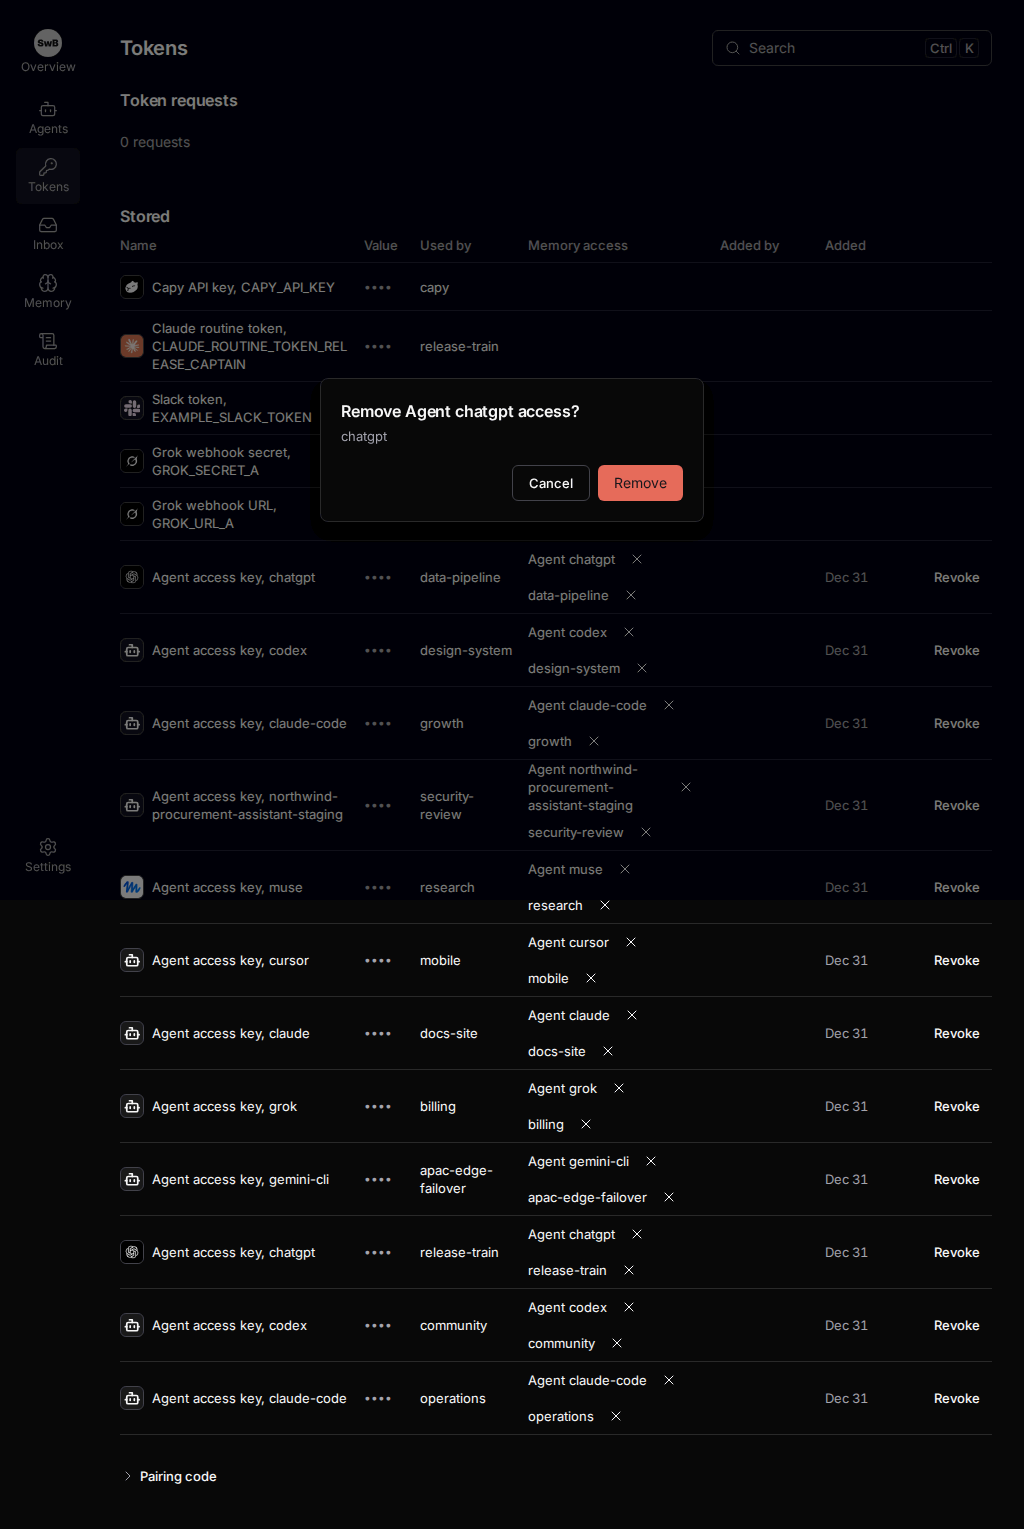 SwB
Overview
Agents
Tokens
Inbox
Memory
Audit
Settings
Tokens
Search
Ctrl K
Token requests
0 requests
Stored
Name Value Used by Memory access Added by Added
Capy API key, CAPY_API_KEY •••• capy
Claude routine token,
CLAUDE_ROUTINE_TOKEN_REL
EASE_CAPTAIN
•••• release-train
Slack token,
EXAMPLE_SLACK_TOKEN
Grok webhook secret,
GROK_SECRET_A
Grok webhook URL,
GROK_URL_A
Remove Agent chatgpt access?
chatgpt
Cancel
Remove
Agent access key, chatgpt •••• data-pipeline
Agent chatgpt
data-pipeline
Dec 31 Revoke
Agent access key, codex •••• design-system
Agent codex
design-system
Dec 31 Revoke
Agent access key, claude-code •••• growth
Agent claude-code
growth
Dec 31 Revoke
Agent access key, northwind-
procurement-assistant-staging
••••
security-
review
Agent northwind-
procurement-
assistant-staging
security-review
Dec 31 Revoke
Agent access key, muse •••• research
Agent muse
research
Dec 31 Revoke
Agent access key, cursor •••• mobile
Agent cursor
mobile
Dec 31 Revoke
Agent access key, claude •••• docs-site
Agent claude
docs-site
Dec 31 Revoke
Agent access key, grok •••• billing
Agent grok
billing
Dec 31 Revoke
Agent access key, gemini-cli ••••
apac-edge-
failover
Agent gemini-cli
apac-edge-failover
Dec 31 Revoke
Agent access key, chatgpt •••• release-train
Agent chatgpt
release-train
Dec 31 Revoke
Agent access key, codex •••• community
Agent codex
community
Dec 31 Revoke
Agent access key, claude-code •••• operations
Agent claude-code
operations
Dec 31 Revoke
Pairing code